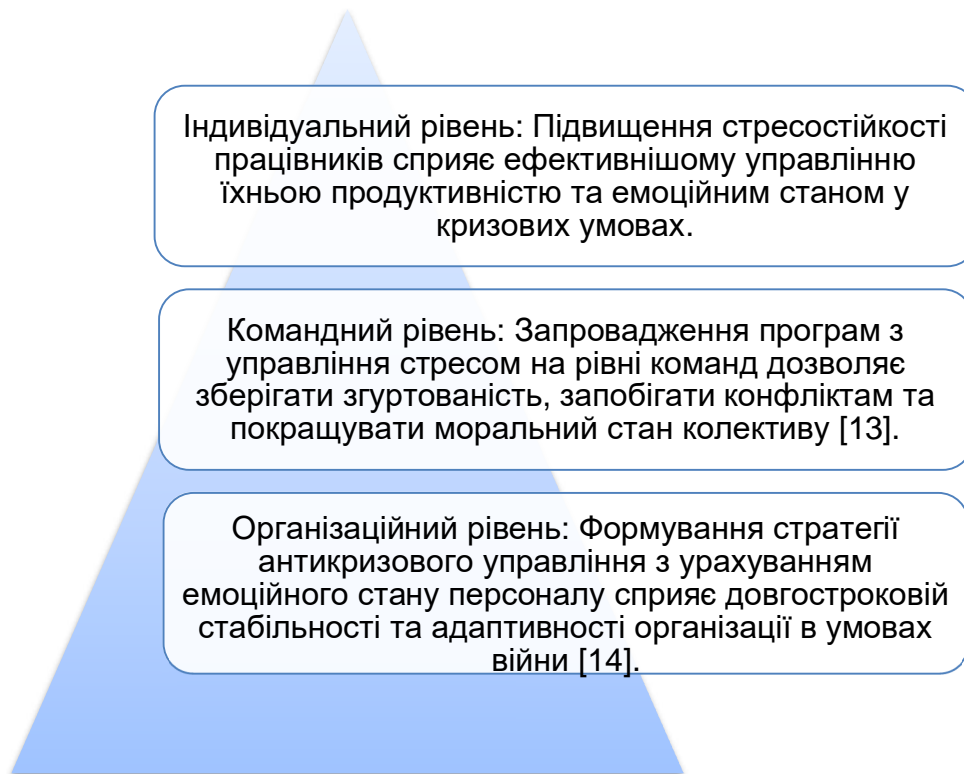 Індивідуальний рівень: Підвищення стресостійкості
працівників сприяє ефективнішому управлінню
їхньою продуктивністю та емоційним станом у
кризових умовах.
Командний рівень: Запровадження програм з
управління стресом на рівні команд дозволяє
зберігати згуртованість, запобігати конфліктам та
покращувати моральний стан колективу [13].
Організаційний рівень: Формування стратегії
антикризового управління з урахуванням
емоційного стану персоналу сприяє довгостроковій
стабільності та адаптивності організації в умовах
війни [14].